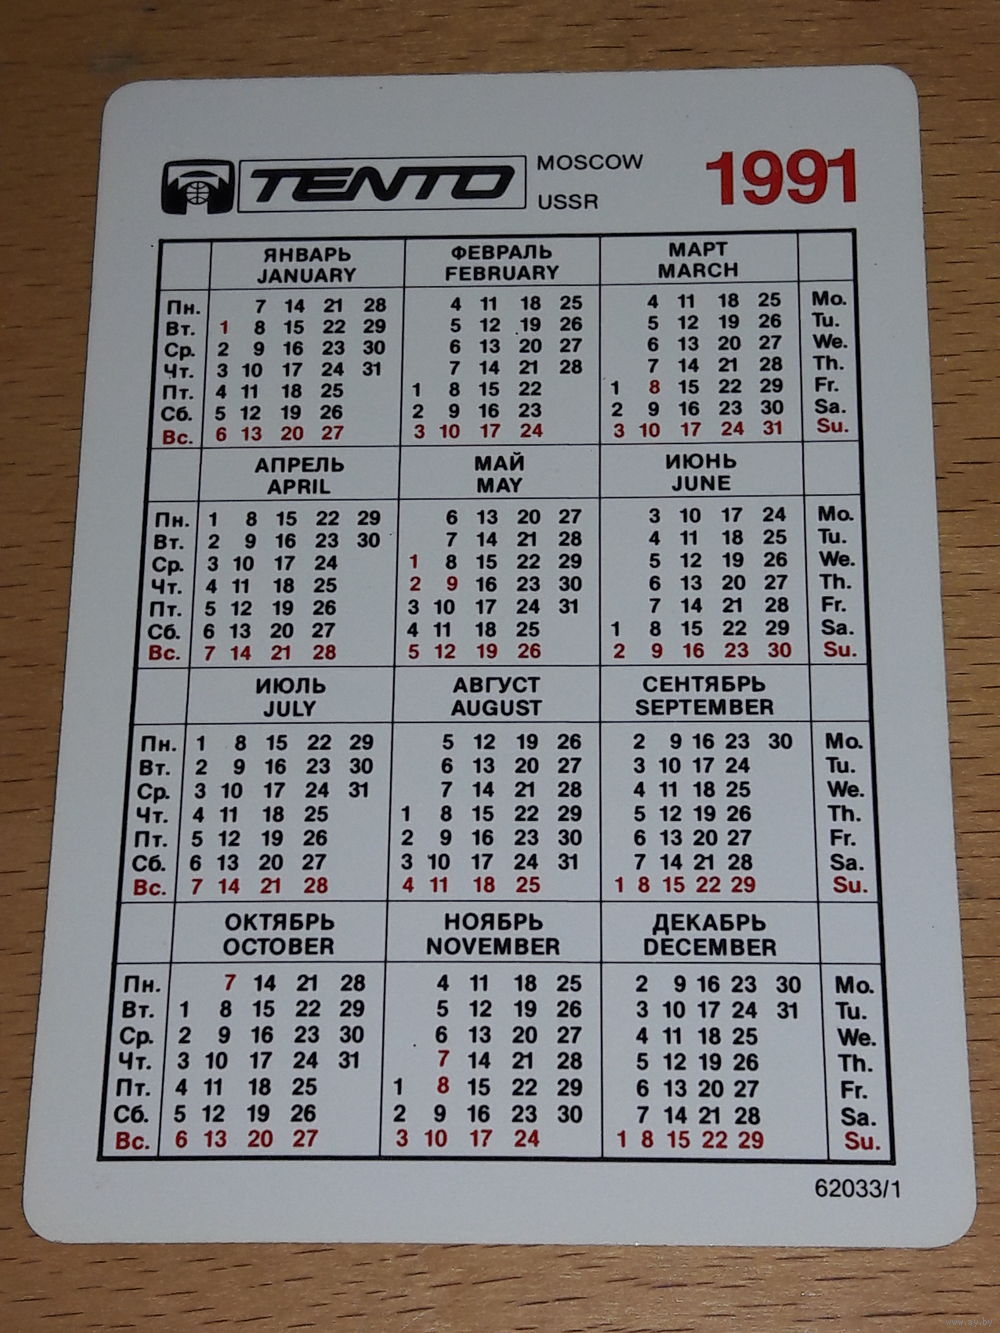 TENTO
MOSCOW
USSR
1991
ЯНВАРЬ ФЕВРАЛЬ МАРТ
JANUARY FEBRUARY MARCH
Пн. 7 14 21 28 4 11 18 25 4 11 18 25 Mo.
Вт. 1 8 15 22 29 5 12 19 26 5 12 19 26 Tu.
Ср. 2 9 16 23 30 6 13 20 27 6 13 20 27 We.
Чт. 3 10 17 24 31 7 14 21 28 7 14 21 28 Th.
Пт. 4 11 18 25 1 8 15 22 1 8 15 22 29 Fr.
Сб. 5 12 19 26 2 9 16 23 2 9 16 23 30 Sa.
Вс. 6 13 20 27 3 10 17 24 3 10 17 24 31 Su.
АПРЕЛЬ МАЙ ИЮНЬ
APRIL MAY JUNE
Пн. 1 8 15 22 29 6 13 20 27 3 10 17 24 Mo.
Вт. 2 9 16 23 30 7 14 21 28 4 11 18 25 Tu.
Ср. 3 10 17 24 1 8 15 22 29 5 12 19 26 We.
Чт. 4 11 18 25 2 9 16 23 30 6 13 20 27 Th.
Пт. 5 12 19 26 3 10 17 24 31 7 14 21 28 Fr.
Сб. 6 13 20 27 4 11 18 25 1 8 15 22 29 Sa.
Вс. 7 14 21 28 5 12 19 26 2 9 16 23 30 Su.
ИЮЛЬ АВГУСТ СЕНТЯБРЬ
JULY AUGUST SEPTEMBER
Пн. 1 8 15 22 29 5 12 19 26 2 9 16 23 30 Mo.
Вт. 2 9 16 23 30 6 13 20 27 3 10 17 24 Tu.
Ср. 3 10 17 24 31 7 14 21 28 4 11 18 25 We.
Чт. 4 11 18 25 1 8 15 22 29 5 12 19 26 Th.
Пт. 5 12 19 26 2 9 16 23 30 6 13 20 27 Fr.
Сб. 6 13 20 27 3 10 17 24 31 7 14 21 28 Sa.
Вс. 7 14 21 28 4 11 18 25 1 8 15 22 29 Su.
ОКТЯБРЬ НОЯБРЬ ДЕКАБРЬ
OCTOBER NOVEMBER DECEMBER
Пн. 7 14 21 28 4 11 18 25 2 9 16 23 30 Mo.
Вт. 1 8 15 22 29 5 12 19 26 3 10 17 24 31 Tu.
Ср. 2 9 16 23 30 6 13 20 27 4 11 18 25 We.
Чт. 3 10 17 24 31 7 14 21 28 5 12 19 26 Th.
Пт. 4 11 18 25 1 8 15 22 29 6 13 20 27 Fr.
Сб. 5 12 19 26 2 9 16 23 30 7 14 21 28 Sa.
Вс. 6 13 20 27 3 10 17 24 1 8 15 22 29 Su.
62033/1
www.ay.by